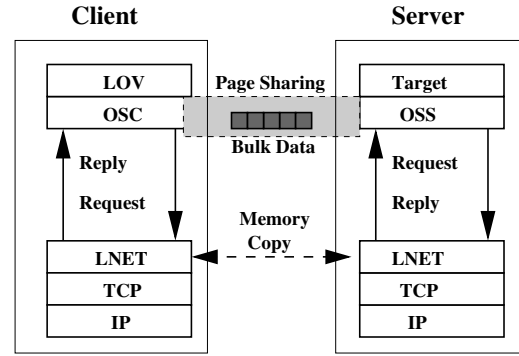 Client
Server
LOV
OSC
Page Sharing
Bulk Data
Target
OSS
Reply
Request
Request
Reply
Memory
Copy
LNET
TCP
IP
LNET
TCP
IP